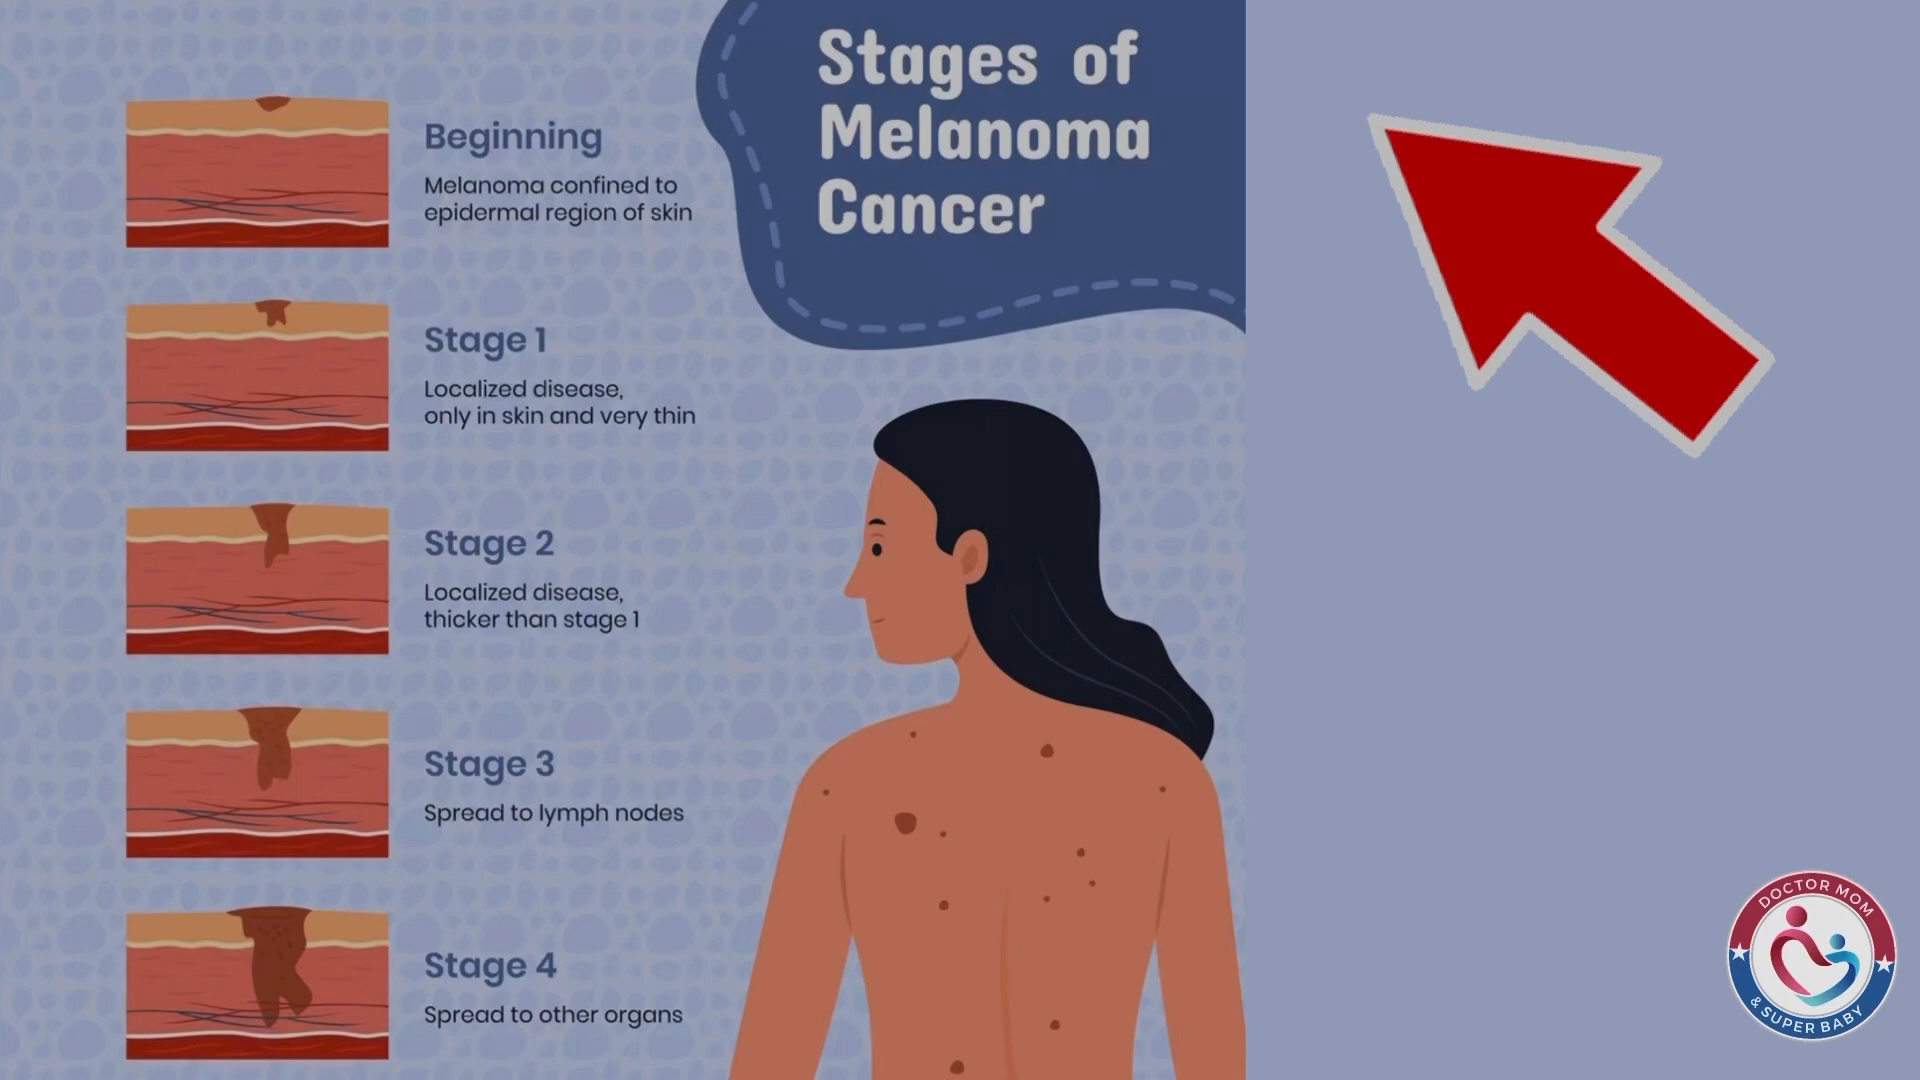 Stages of
Melanoma
Cancer
Beginning
Melanoma confined to
epidermal region of skin
Stage 1
Localized disease,
only in skin and very thin
Stage 2
Localized disease,
thicker than stage 1
Stage 3
Spread to lymph nodes
Stage 4
Spread to other organs
DOCTOR MOM
& SUPER BABY